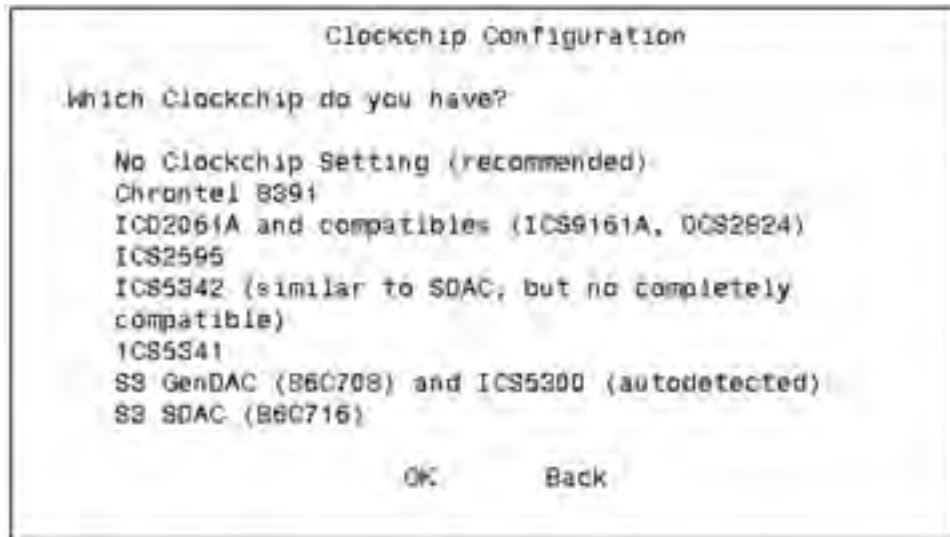 Clockchip Configuration
Which Clockchip do you have?
No Clockchip Setting (recommended)
Chrontel 8391
ICD2061A and compatibles (ICS9161A, DCS2824)
ICS2595
ICS5342 (similar to SDAC, but no completely
compatible)
ICS5341
S3 GenDAC (86C708) and ICS5300 (autodetected)
S3 SDAC (86C716)
OK Back